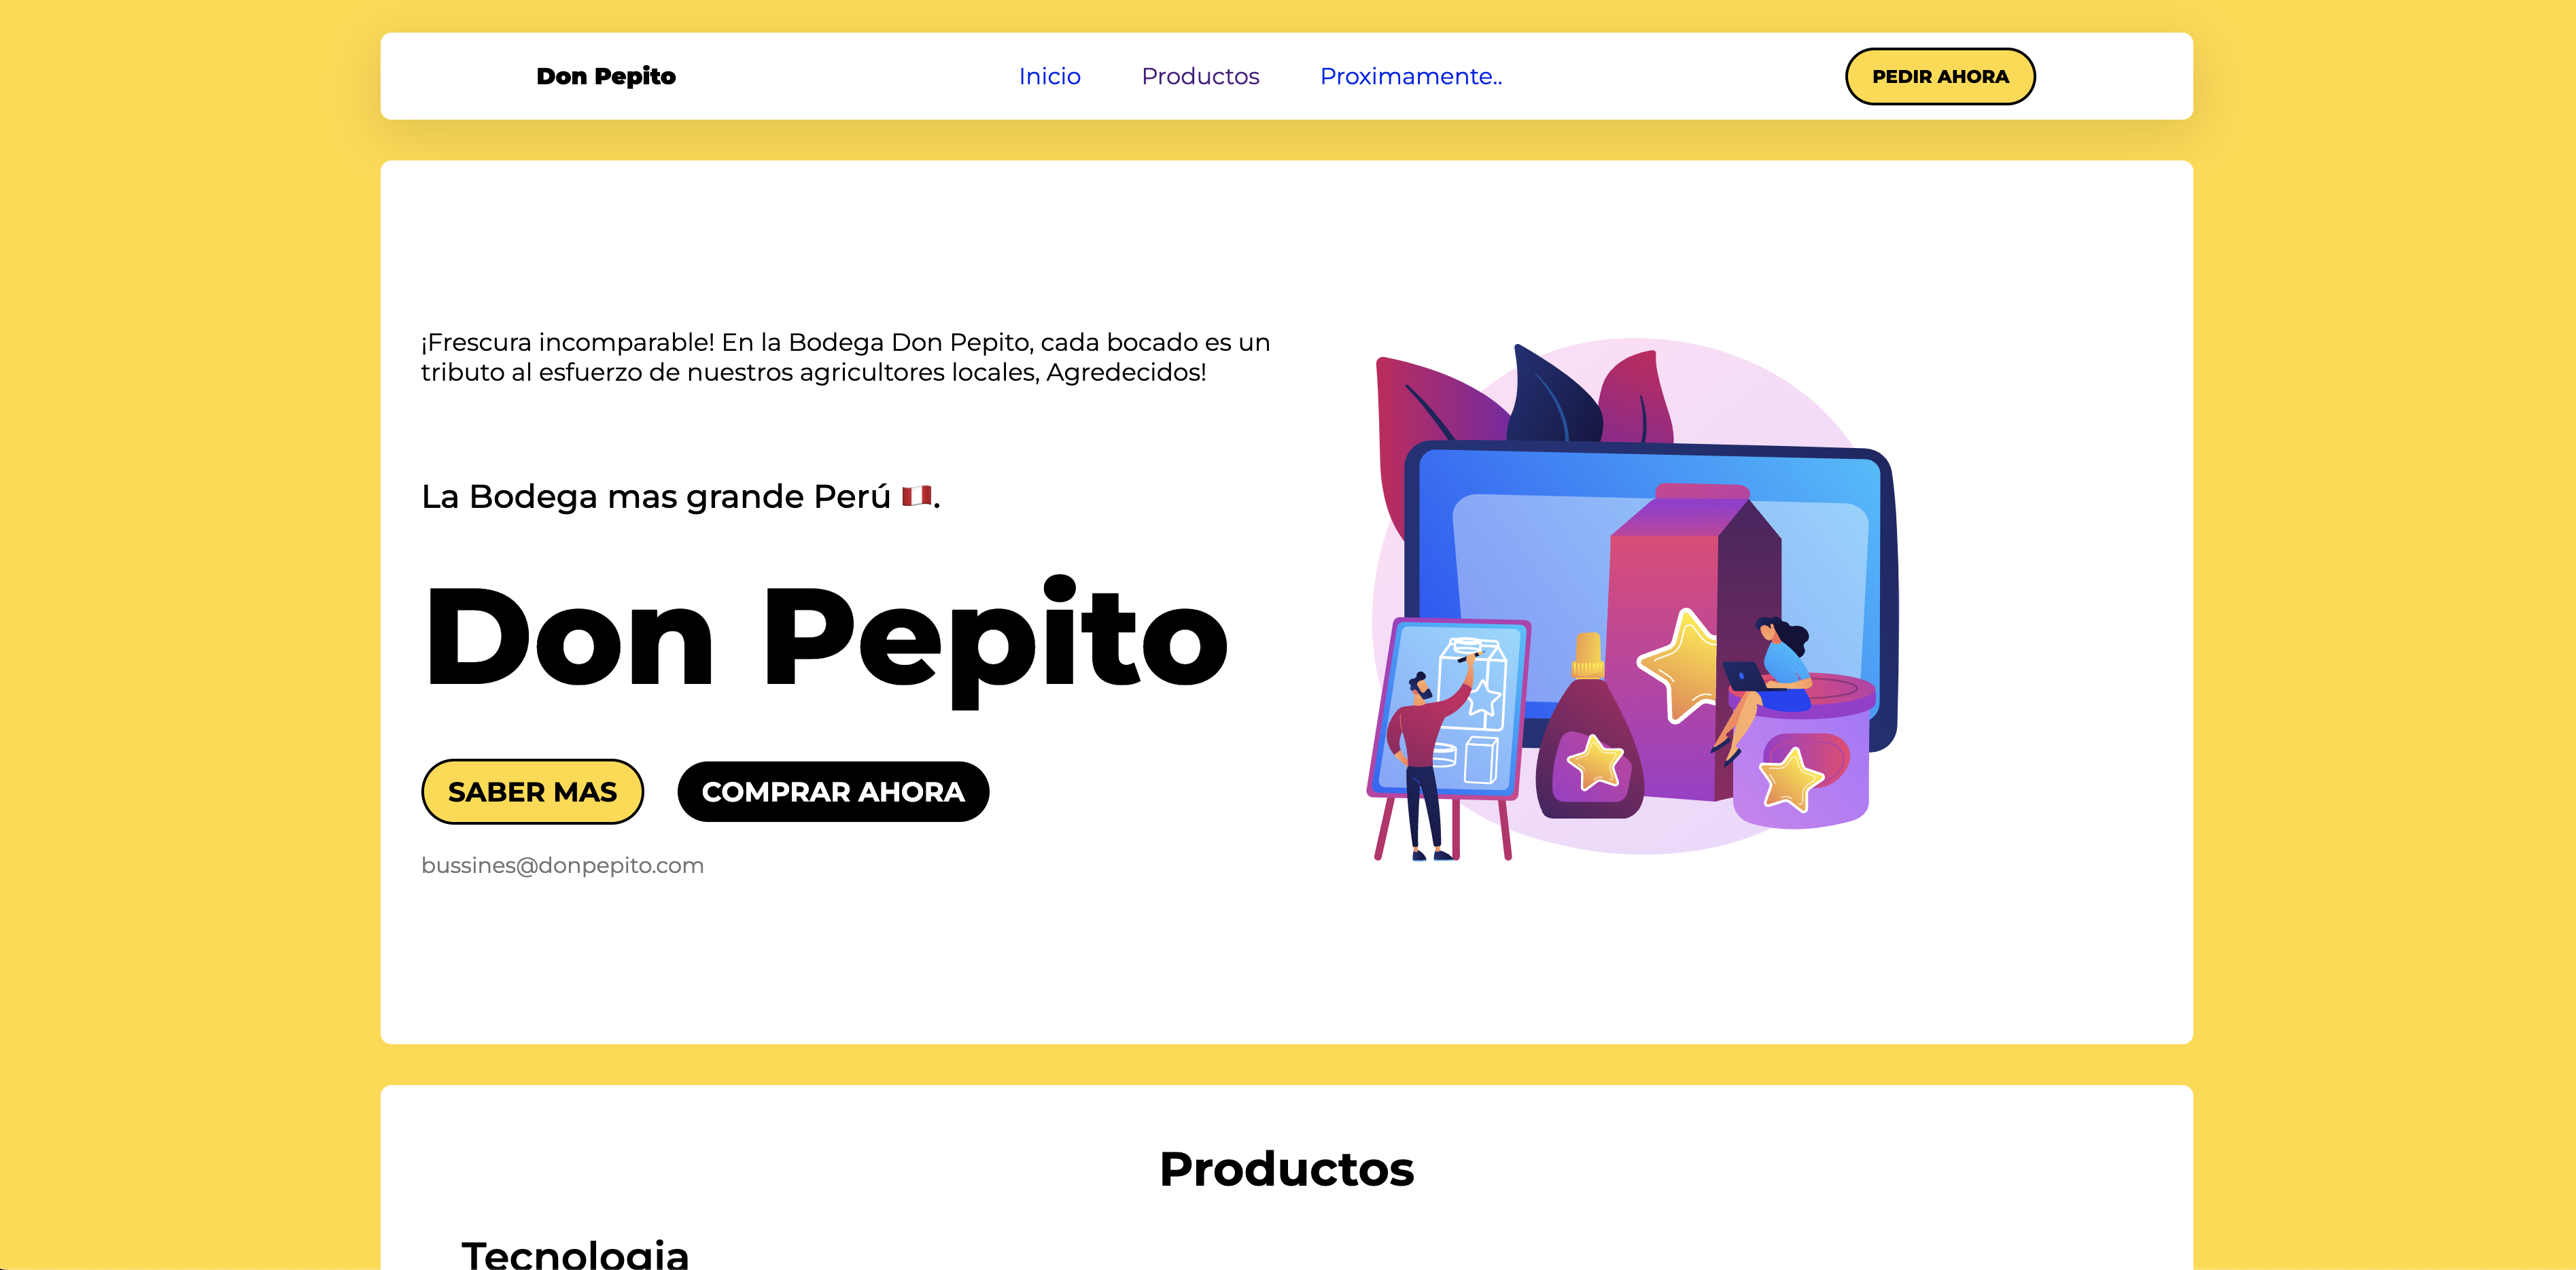 Don Pepito
Inicio
Productos
Proximamente..
PEDIR AHORA
¡Frescura incomparable! En la Bodega Don Pepito, cada bocado es un
tributo al esfuerzo de nuestros agricultores locales, Agredecidos!
La Bodega mas grande Perú 🇵🇪.
Don Pepito
SABER MAS
COMPRAR AHORA
bussines@donpepito.com
Productos
Tecnologia